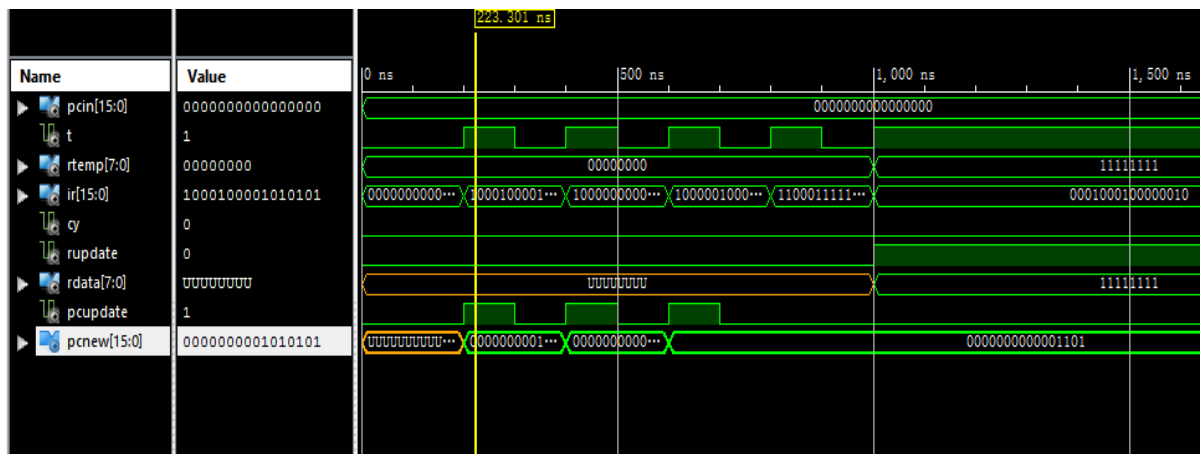 223.301 ns
Name Value 0 ns 500 ns 1,000 ns 1,500 ns
pcin[15:0] 0000000000000000 0000000000000000
t 1
rtemp[7:0] 00000000 00000000 11111111
ir[15:0] 1000100001010101 0000000000··· 1000100001··· 1000000000··· 1000001000··· 1100011111··· 0001000100000010
cy 0
rupdate 0
rdata[7:0] UUUUUUUU UUUUUUUU 11111111
pcupdate 1
pcnew[15:0] 0000000001010101 UUUUUUUUUU··· 0000000001··· 0000000000··· 0000000000001101